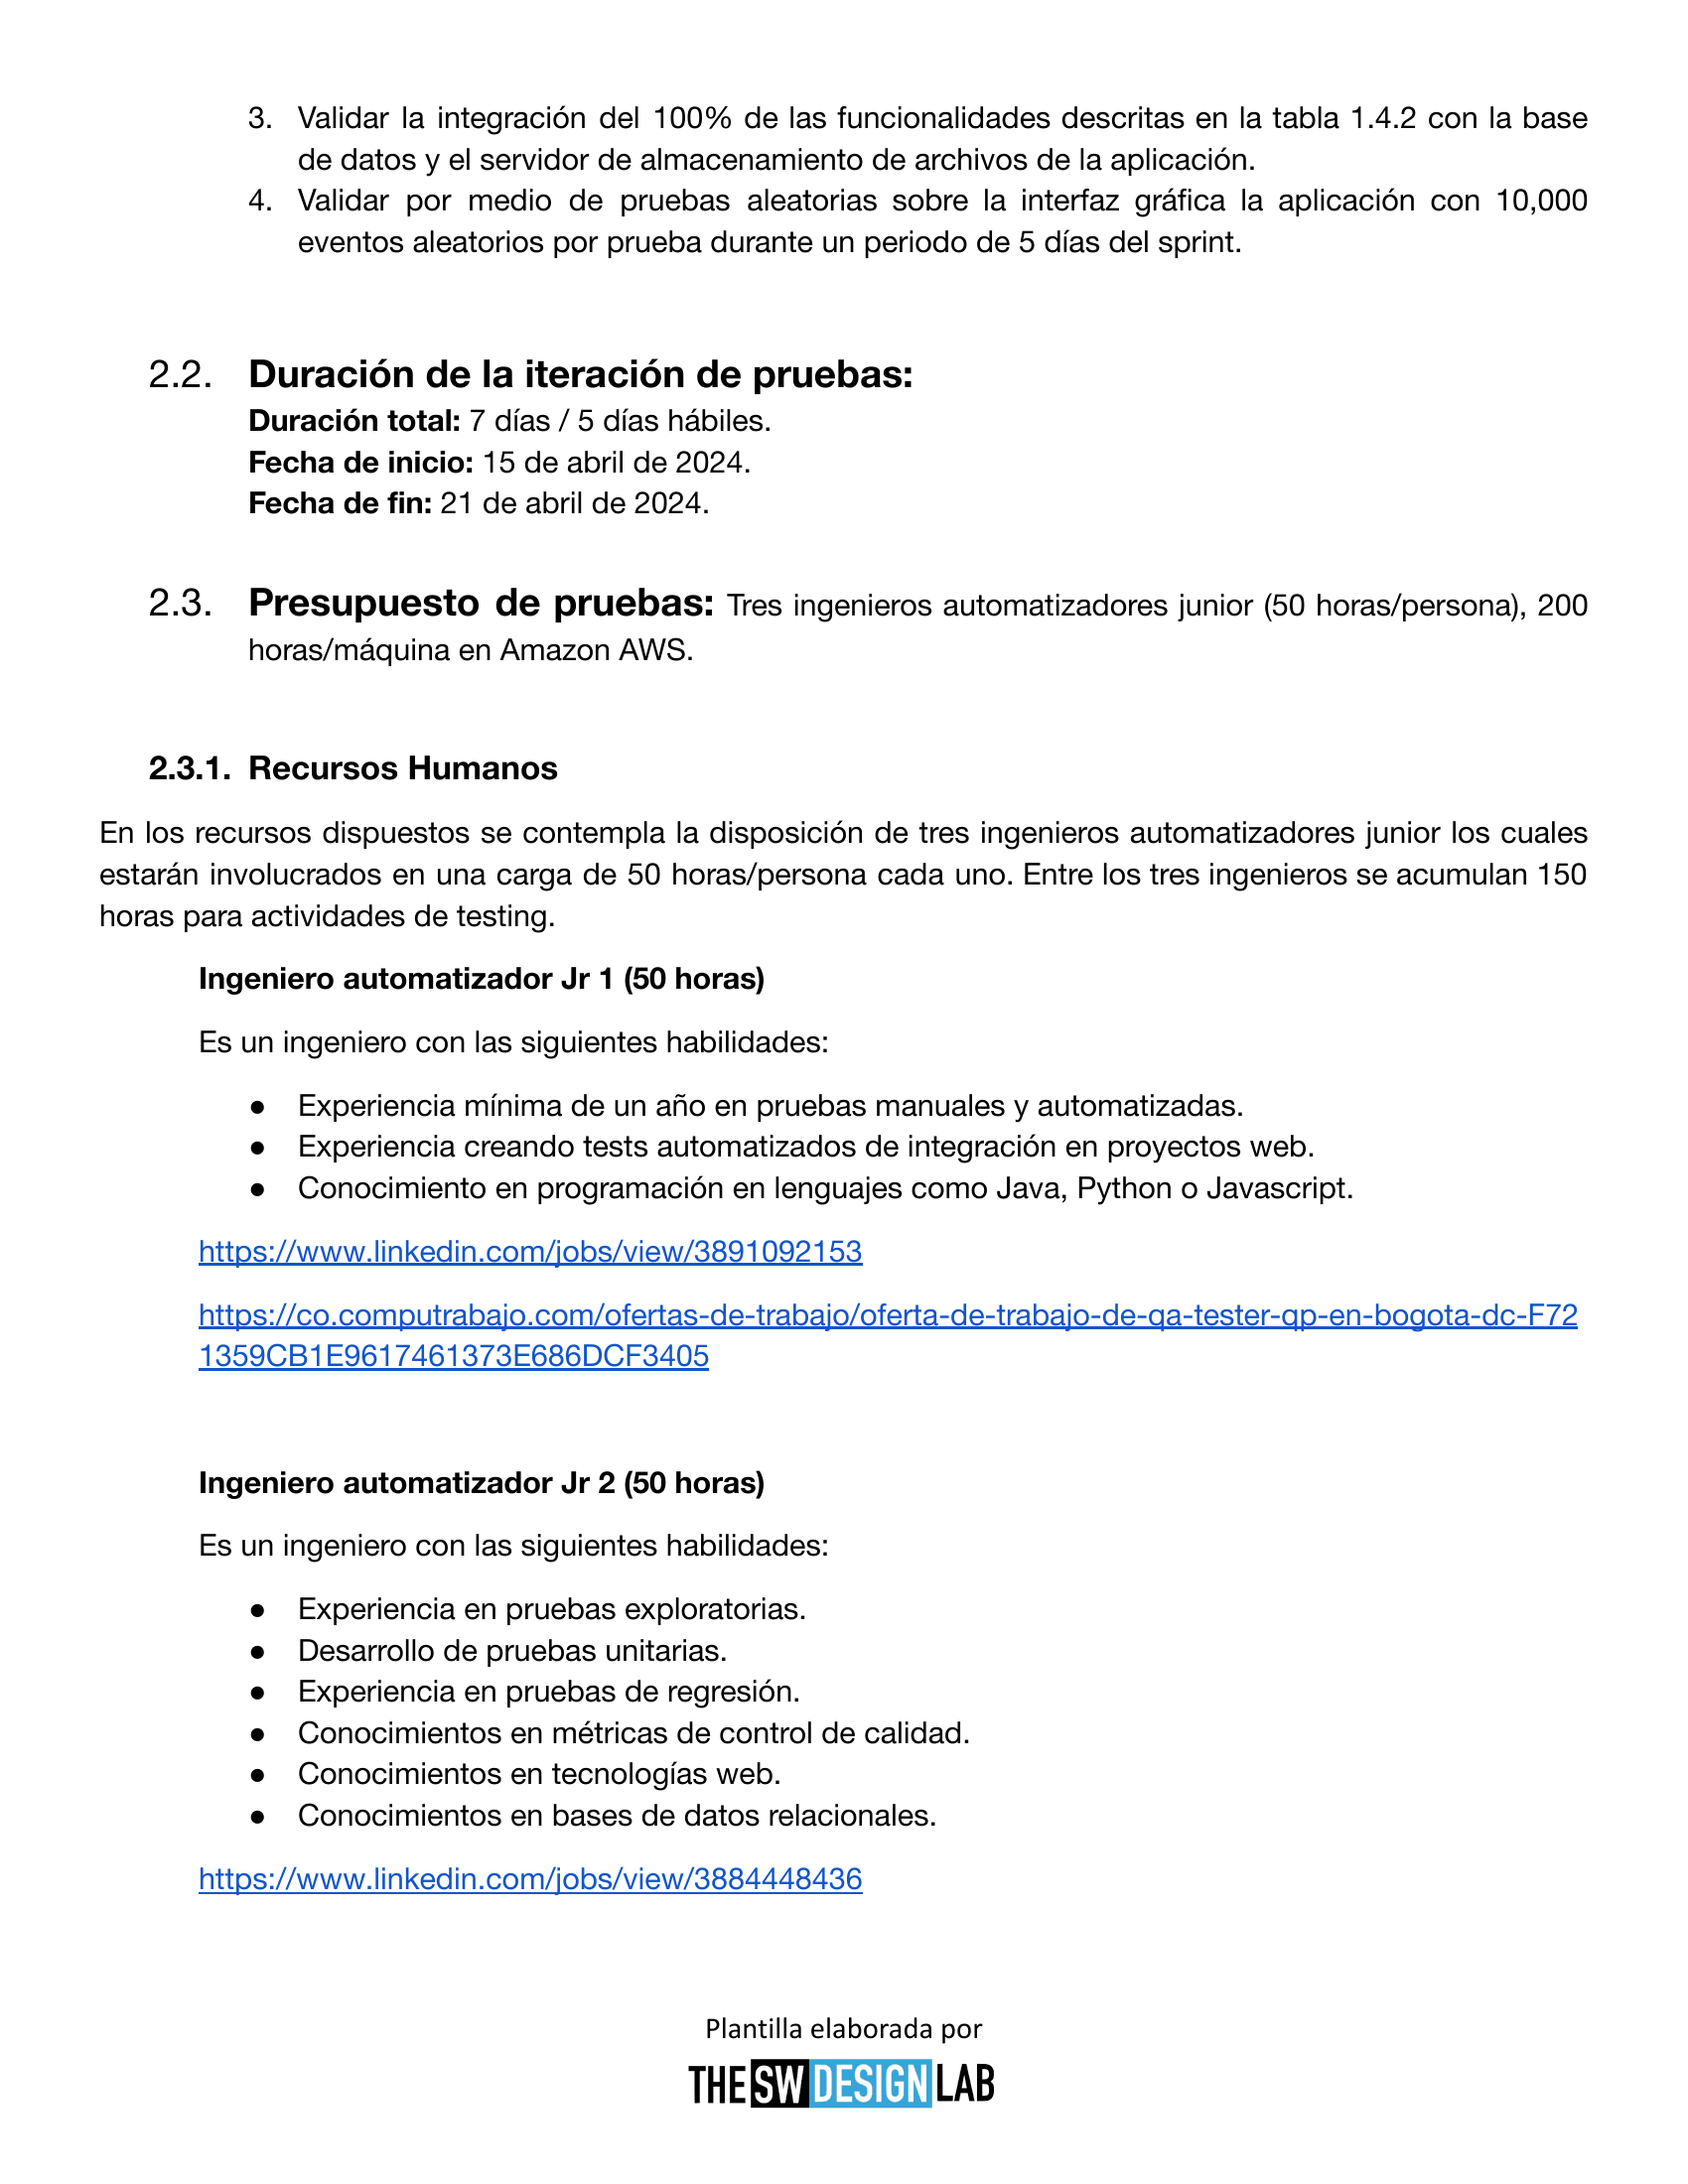 3. Validar la integración del 100% de las funcionalidades descritas en la tabla 1.4.2 con la base
de datos y el servidor de almacenamiento de archivos de la aplicación.
4. Validar por medio de pruebas aleatorias sobre la interfaz gráfica la aplicación con 10,000
eventos aleatorios por prueba durante un periodo de 5 días del sprint.
2.2. Duración de la iteración de pruebas:
Duración total: 7 días / 5 días hábiles.
Fecha de inicio: 15 de abril de 2024.
Fecha de fin: 21 de abril de 2024.
2.3. Presupuesto de pruebas: Tres ingenieros automatizadores junior (50 horas/persona), 200
horas/máquina en Amazon AWS.
2.3.1. Recursos Humanos
En los recursos dispuestos se contempla la disposición de tres ingenieros automatizadores junior los cuales
estarán involucrados en una carga de 50 horas/persona cada uno. Entre los tres ingenieros se acumulan 150
horas para actividades de testing.
Ingeniero automatizador Jr 1 (50 horas)
Es un ingeniero con las siguientes habilidades:
● Experiencia mínima de un año en pruebas manuales y automatizadas.
● Experiencia creando tests automatizados de integración en proyectos web.
● Conocimiento en programación en lenguajes como Java, Python o Javascript.
https://www.linkedin.com/jobs/view/3891092153
https://co.computrabajo.com/ofertas-de-trabajo/oferta-de-trabajo-de-qa-tester-qp-en-bogota-dc-F72
1359CB1E9617461373E686DCF3405
Ingeniero automatizador Jr 2 (50 horas)
Es un ingeniero con las siguientes habilidades:
● Experiencia en pruebas exploratorias.
● Desarrollo de pruebas unitarias.
● Experiencia en pruebas de regresión.
● Conocimientos en métricas de control de calidad.
● Conocimientos en tecnologías web.
● Conocimientos en bases de datos relacionales.
https://www.linkedin.com/jobs/view/3884448436
Plantilla elaborada por
THE SW DESIGN LAB